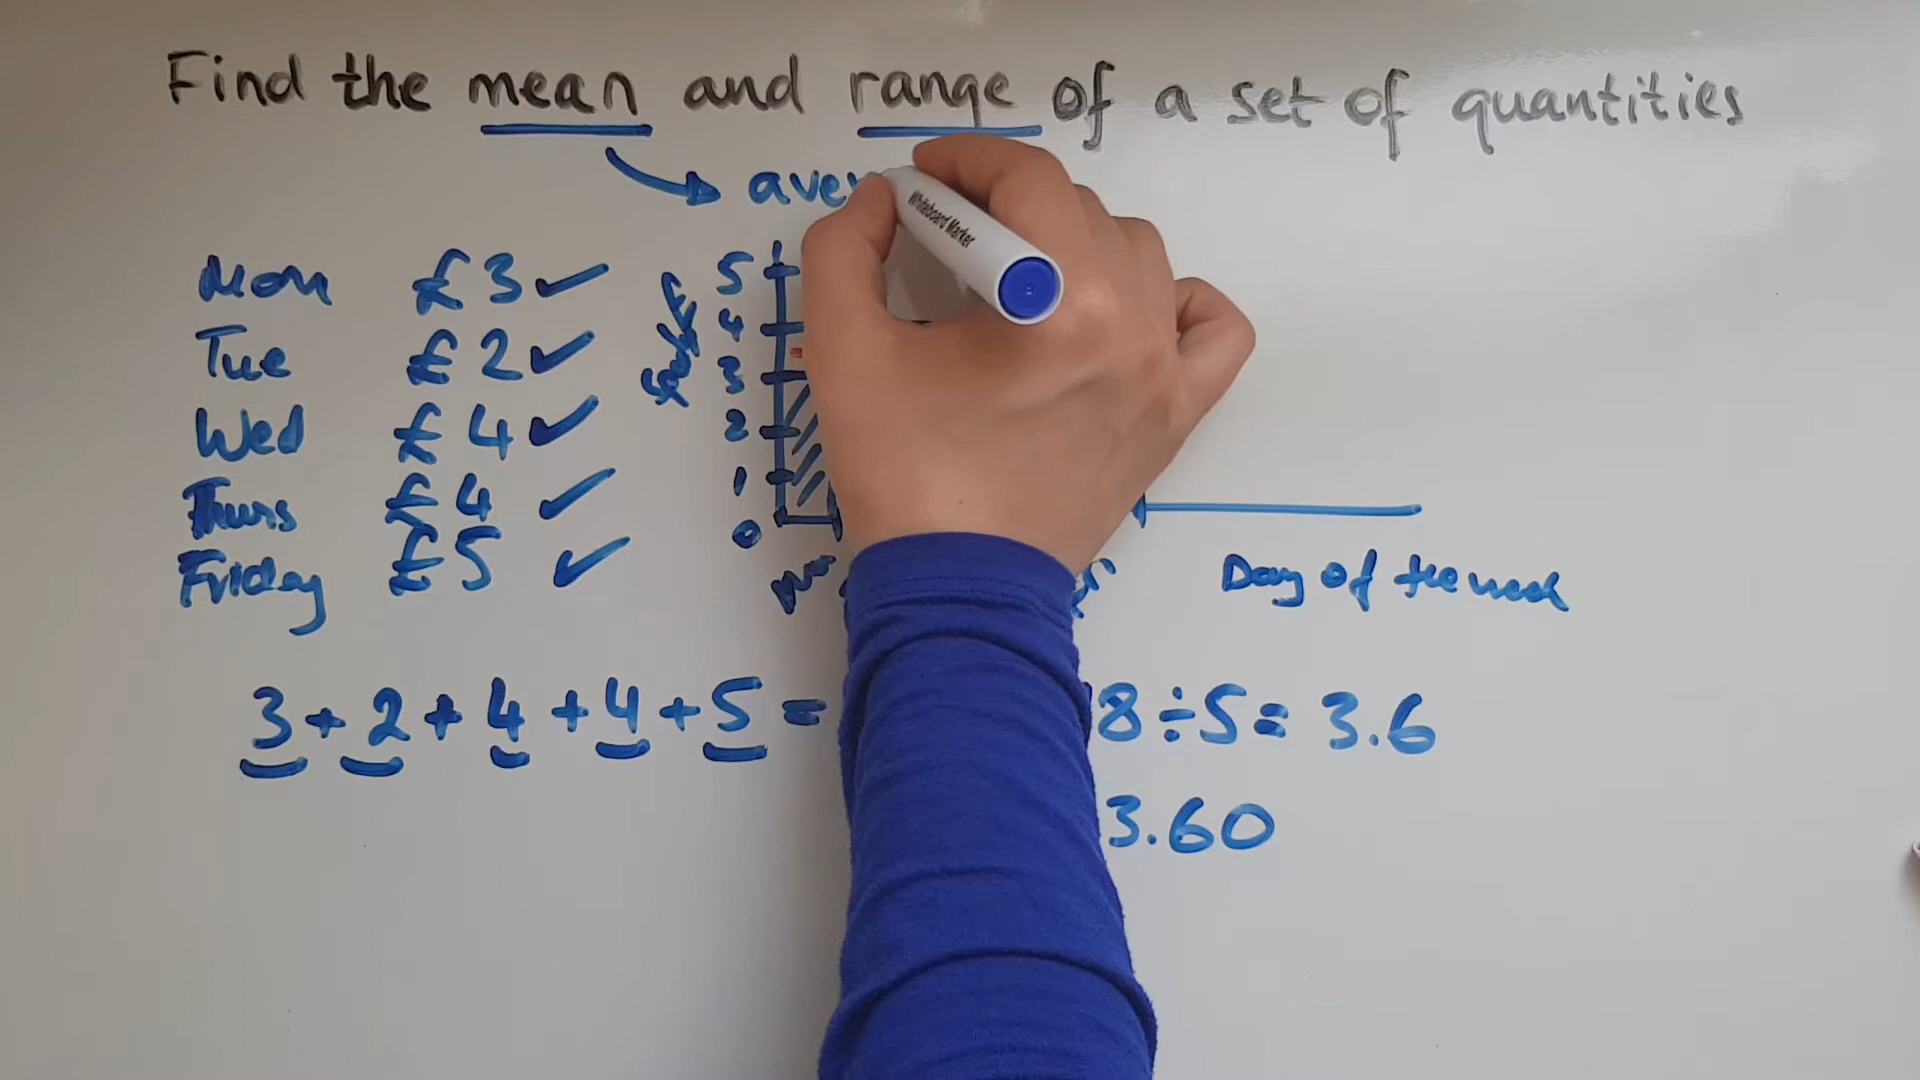 Find the mean and range of a set of quantities
ave
Whiteboard Marker
Mon £3 ✓
Tue £2 ✓
Wed £4 ✓
Thurs £4 ✓
Friday £5 ✓
5
4
3
2
1
0
Mon
Day of the week
3 + 2 + 4 + 4 + 5 =
8 ÷ 5 = 3.6
3.60